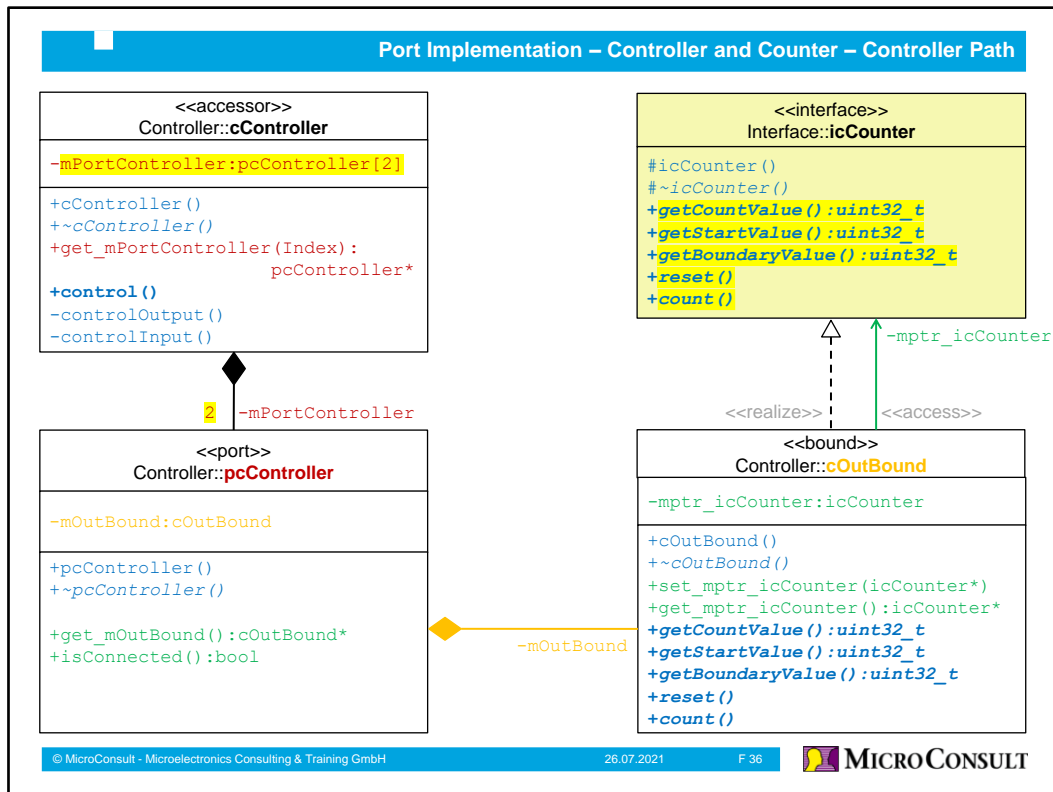 Port Implementation – Controller and Counter – Controller Path
<<accessor>>
Controller::cController
-mPortController:pcController[2]
+cController()
+~cController()
+get_mPortController(Index):
pcController*
+control()
-controlOutput()
-controlInput()
<<interface>>
Interface::icCounter
#icCounter()
#~icCounter()
+getCountValue():uint32_t
+getStartValue():uint32_t
+getBoundaryValue():uint32_t
+reset()
+count()
-mptr_icCounter
2 -mPortController
<<realize>> <<access>>
<<port>>
Controller::pcController
-mOutBound:cOutBound
+pcController()
+~pcController()
+get_mOutBound():cOutBound*
+isConnected():bool
-mOutBound
<<bound>>
Controller::cOutBound
-mptr_icCounter:icCounter
+cOutBound()
+~cOutBound()
+set_mptr_icCounter(icCounter*)
+get_mptr_icCounter():icCounter*
+getCountValue():uint32_t
+getStartValue():uint32_t
+getBoundaryValue():uint32_t
+reset()
+count()
© MicroConsult - Microelectronics Consulting & Training GmbH 26.07.2021 F 36 MICROCONSULT